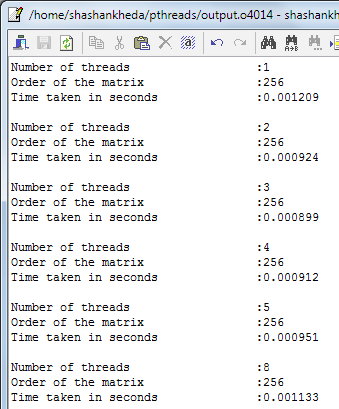 /home/shashankheda/pthreads/output.o4014 - shashankh
Number of threads :1
Order of the matrix :256
Time taken in seconds :0.001209
Number of threads :2
Order of the matrix :256
Time taken in seconds :0.000924
Number of threads :3
Order of the matrix :256
Time taken in seconds :0.000899
Number of threads :4
Order of the matrix :256
Time taken in seconds :0.000912
Number of threads :5
Order of the matrix :256
Time taken in seconds :0.000951
Number of threads :8
Order of the matrix :256
Time taken in seconds :0.001133